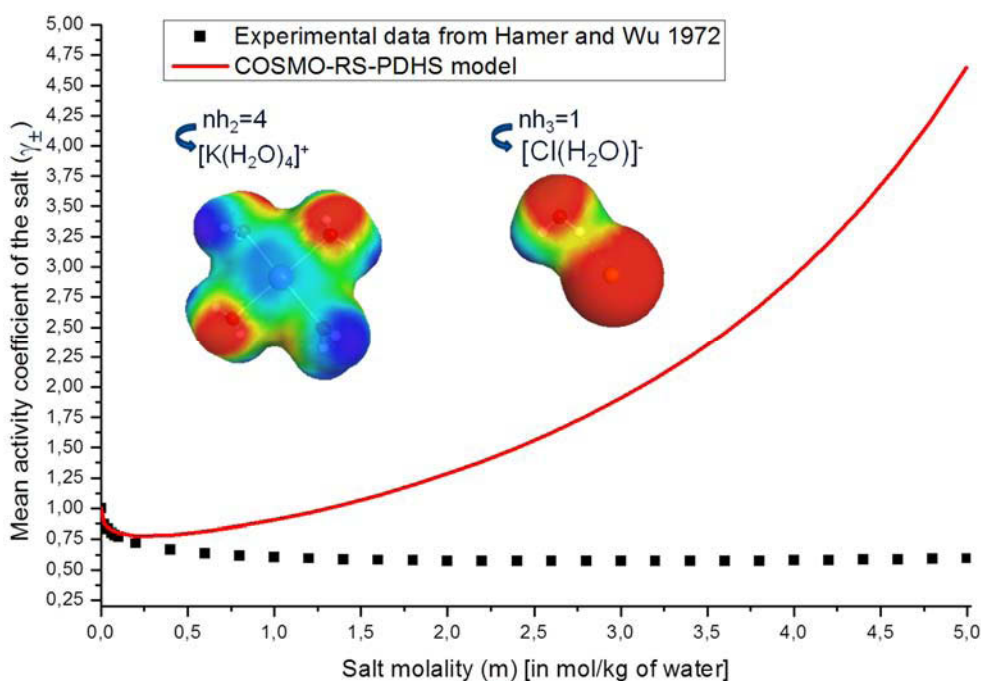 Experimental data from Hamer and Wu 1972
COSMO-RS-PDHS model
nh₂=4
[K(H₂O)₄]⁺
nh₃=1
[Cl(H₂O)]⁻
Mean activity coefficient of the salt (γ±)
5,00
4,75
4,50
4,25
4,00
3,75
3,50
3,25
3,00
2,75
2,50
2,25
2,00
1,75
1,50
1,25
1,00
0,75
0,50
0,25
0,0 0,5 1,0 1,5 2,0 2,5 3,0 3,5 4,0 4,5 5,0
Salt molality (m) [in mol/kg of water]